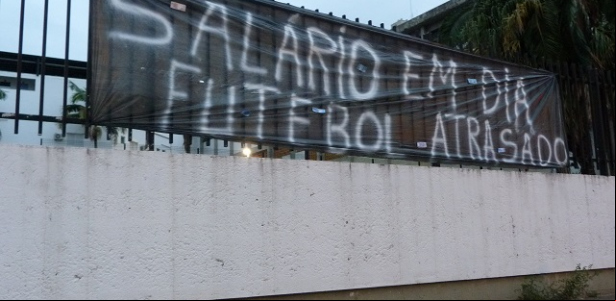 SALÁRIO EM DIA
FUTEBOL ATRASADO